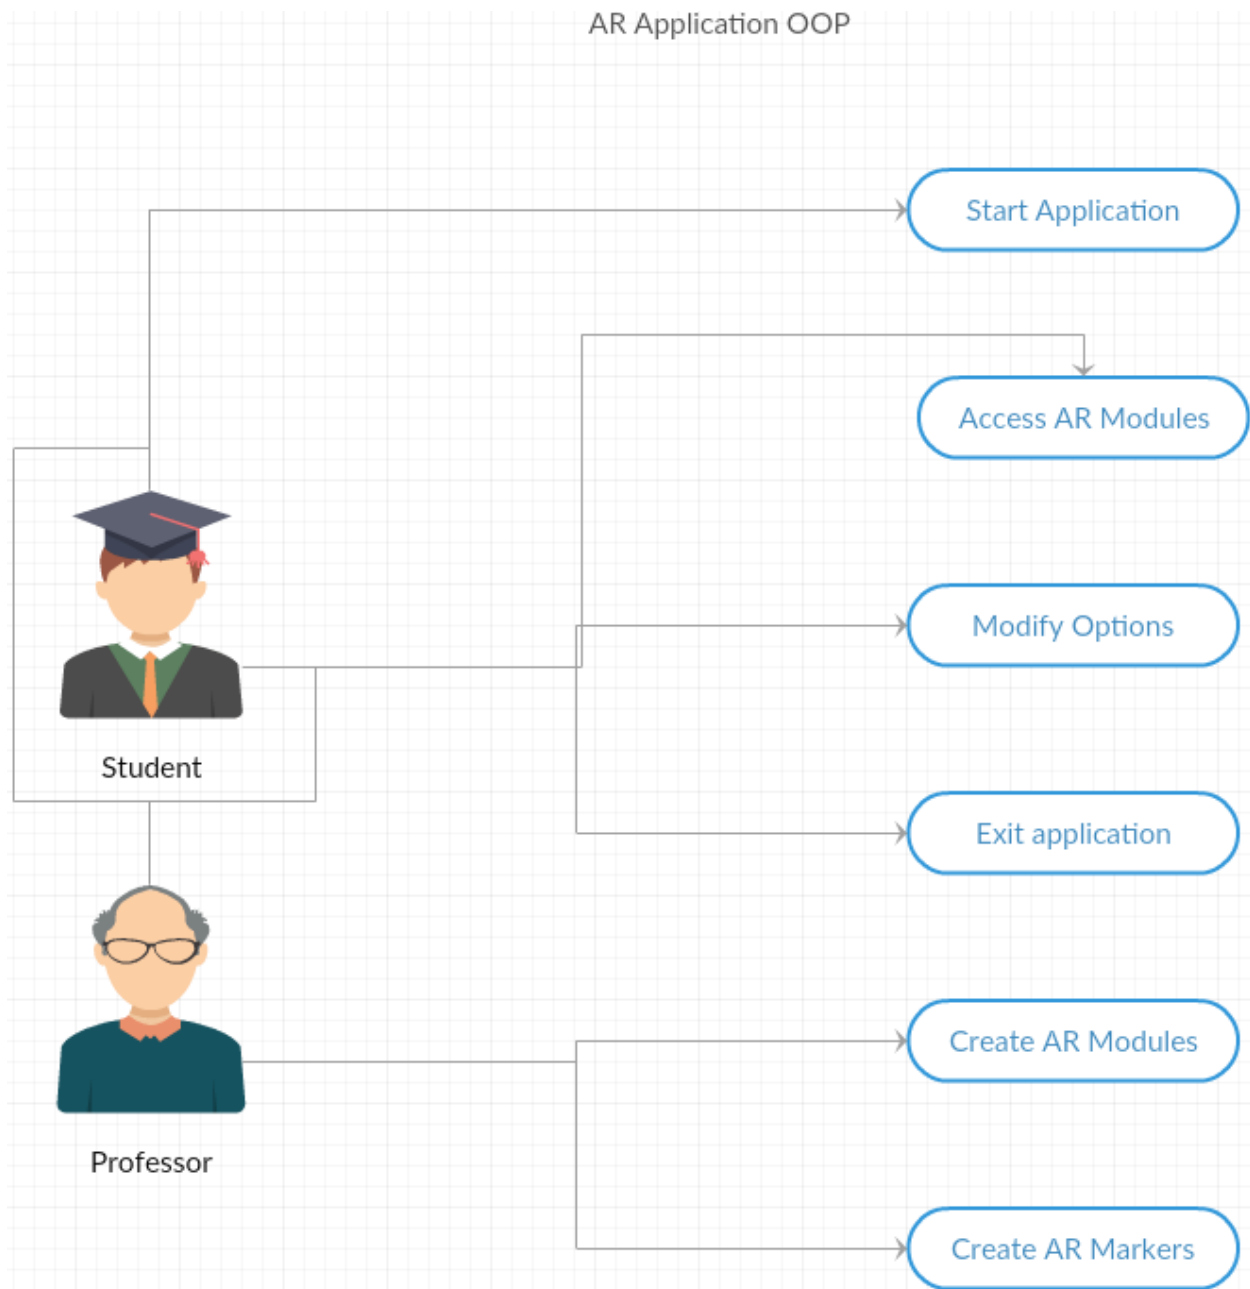 AR Application OOP
Start Application
Access AR Modules
Modify Options
Student
Exit application
Create AR Modules
Professor
Create AR Markers